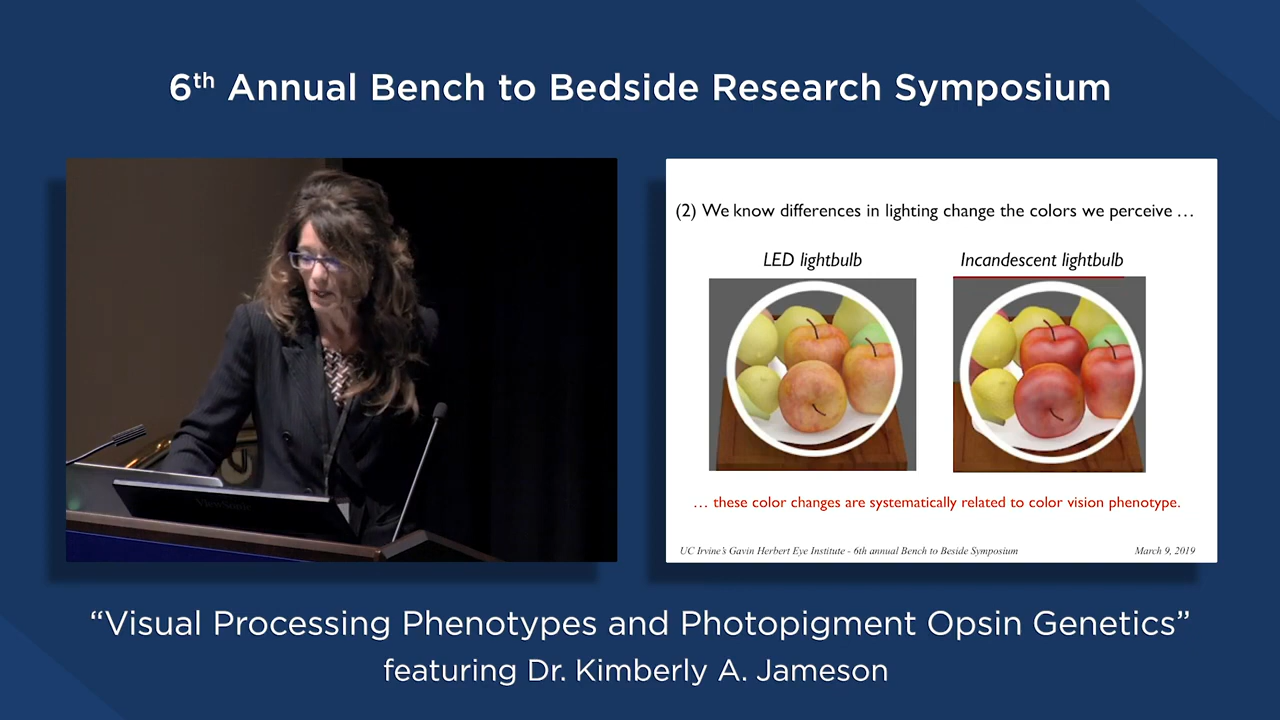 6th Annual Bench to Bedside Research Symposium
(2) We know differences in lighting change the colors we perceive …
LED lightbulb
Incandescent lightbulb
… these color changes are systematically related to color vision phenotype.
UC Irvine's Gavin Herbert Eye Institute - 6th annual Bench to Beside Symposium
March 9, 2019
ViewSonic
“Visual Processing Phenotypes and Photopigment Opsin Genetics”
featuring Dr. Kimberly A. Jameson